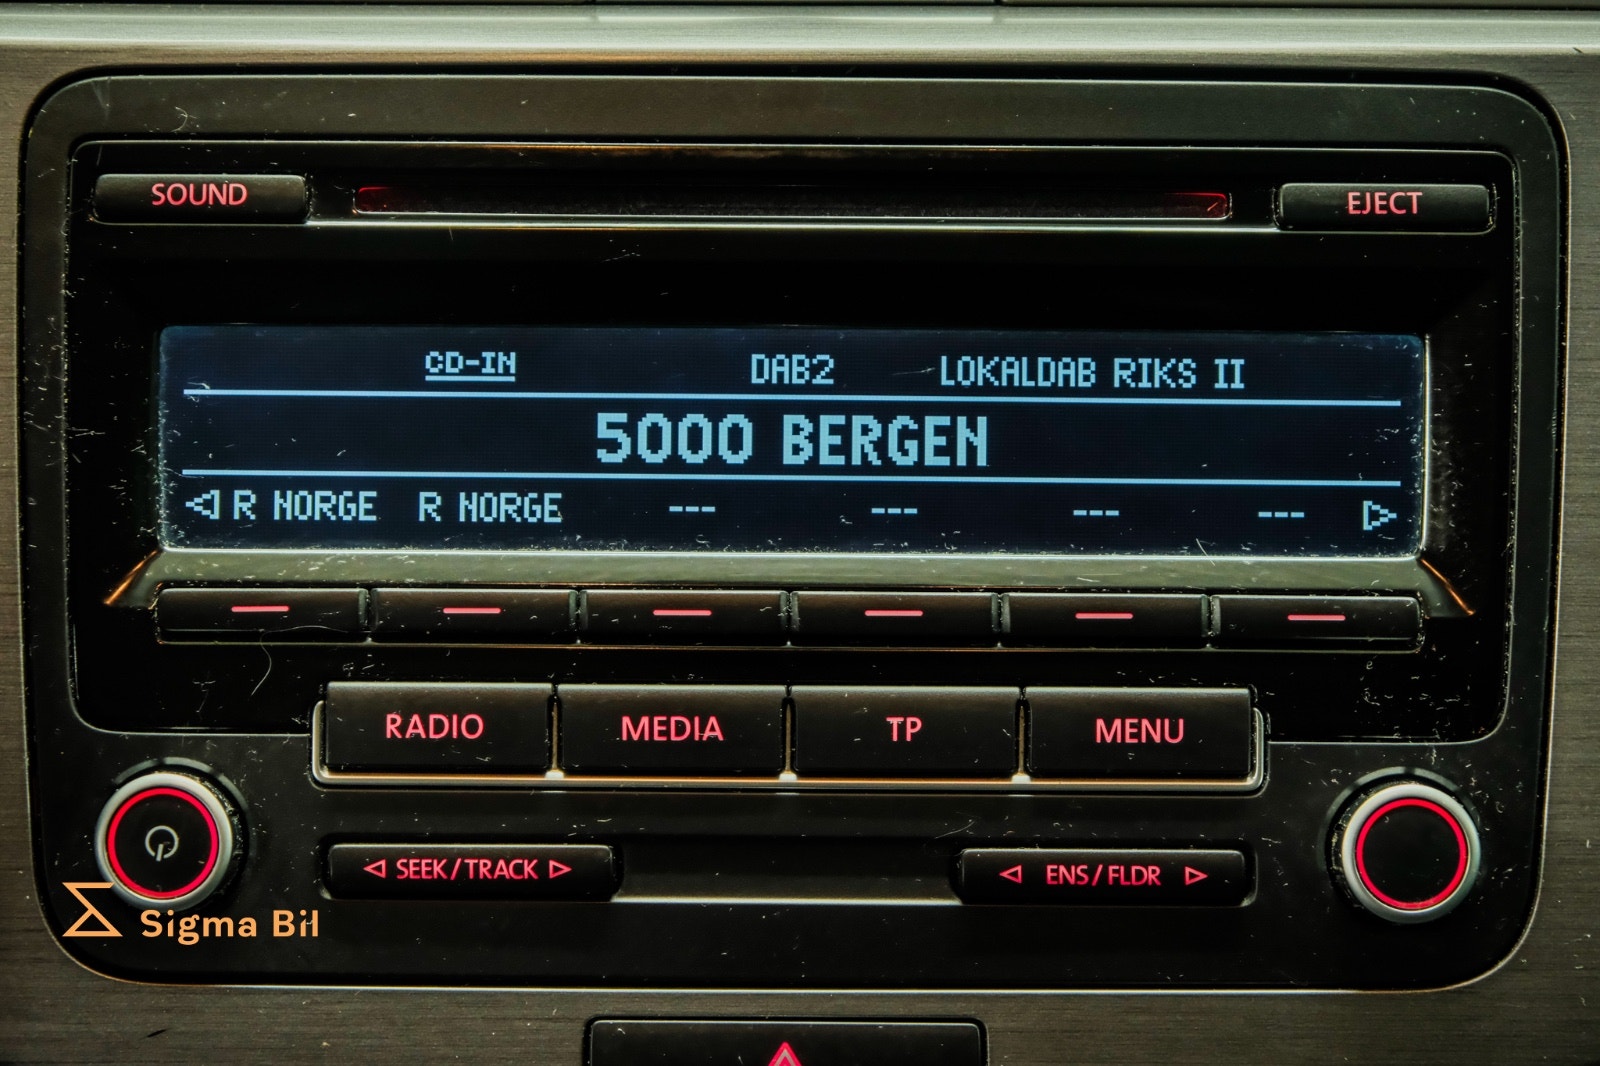 SOUND EJECT
CD-IN DAB2 LOKALDAB RIKS II
5000 BERGEN
R NORGE R NORGE --- --- --- ---
RADIO MEDIA TP MENU
SEEK/TRACK ENS/FLDR
Sigma Bil